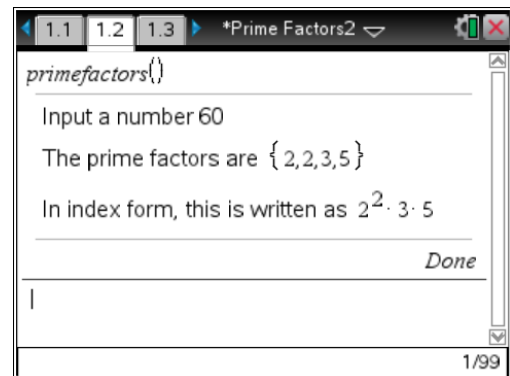 1.1 1.2 1.3 *Prime Factors2
primefactors()
Input a number 60
The prime factors are {2,2,3,5}
In index form, this is written as 2²· 3· 5
Done
1/99